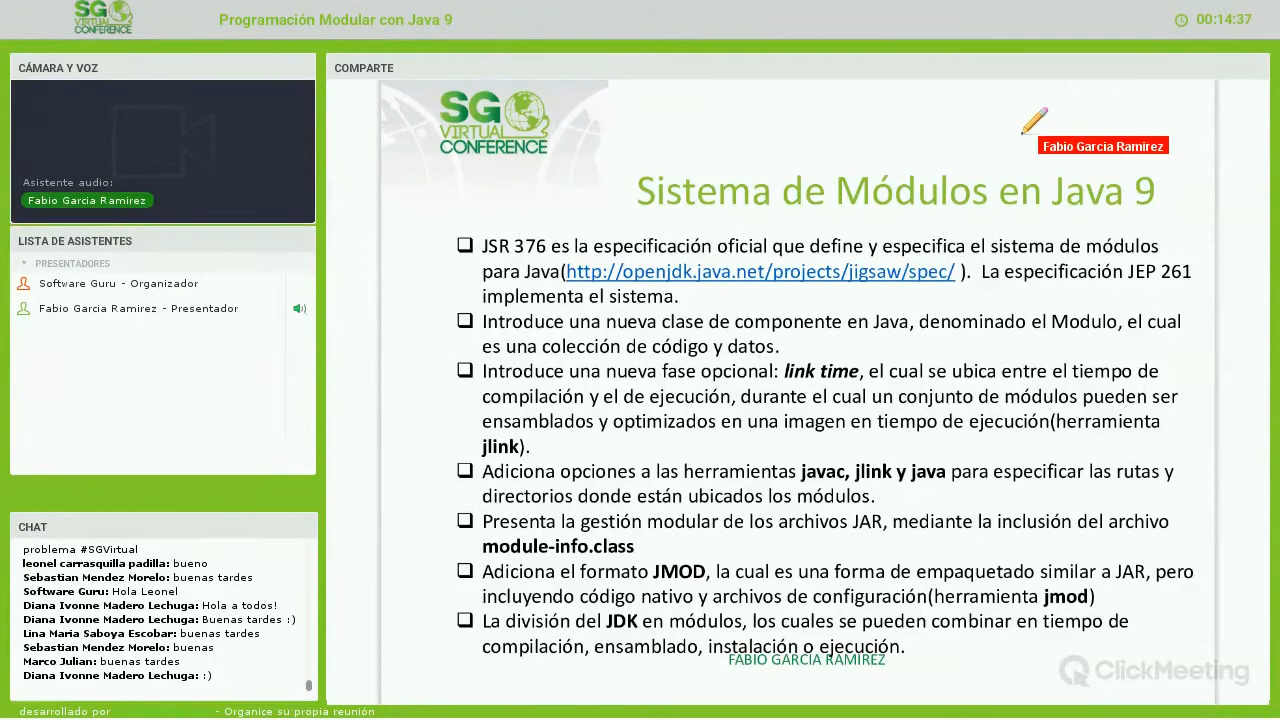 SG
VIRTUAL
CONFERENCE
Programación Modular con Java 9
00:14:37
CÁMARA Y VOZ
Asistente audio:
Fabio Garcia Ramirez
LISTA DE ASISTENTES
PRESENTADORES
Software Guru - Organizador
Fabio Garcia Ramirez - Presentador
CHAT
problema #SGVirtual
leonel carrasquilla padilla: bueno
Sebastian Mendez Morelo: buenas tardes
Software Guru: Hola Leonel
Diana Ivonne Madero Lechuga: Hola a todos!
Diana Ivonne Madero Lechuga: Buenas tardes :)
Lina Maria Saboya Escobar: buenas tardes
Sebastian Mendez Morelo: buenas
Marco Julian: buenas tardes
Diana Ivonne Madero Lechuga: :)
desarrollado por - Organice su propia reunión
COMPARTE
SG
VIRTUAL
CONFERENCE
Fabio Garcia Ramirez
Sistema de Módulos en Java 9
JSR 376 es la especificación oficial que define y especifica el sistema de módulos
para Java(http://openjdk.java.net/projects/jigsaw/spec/ ). La especificación JEP 261
implementa el sistema.
Introduce una nueva clase de componente en Java, denominado el Modulo, el cual
es una colección de código y datos.
Introduce una nueva fase opcional: link time, el cual se ubica entre el tiempo de
compilación y el de ejecución, durante el cual un conjunto de módulos pueden ser
ensamblados y optimizados en una imagen en tiempo de ejecución(herramienta
jlink).
Adiciona opciones a las herramientas javac, jlink y java para especificar las rutas y
directorios donde están ubicados los módulos.
Presenta la gestión modular de los archivos JAR, mediante la inclusión del archivo
module-info.class
Adiciona el formato JMOD, la cual es una forma de empaquetado similar a JAR, pero
incluyendo código nativo y archivos de configuración(herramienta jmod)
La división del JDK en módulos, los cuales se pueden combinar en tiempo de
compilación, ensamblado, instalación o ejecución.
FABIO GARCIA RAMIREZ
ClickMeeting